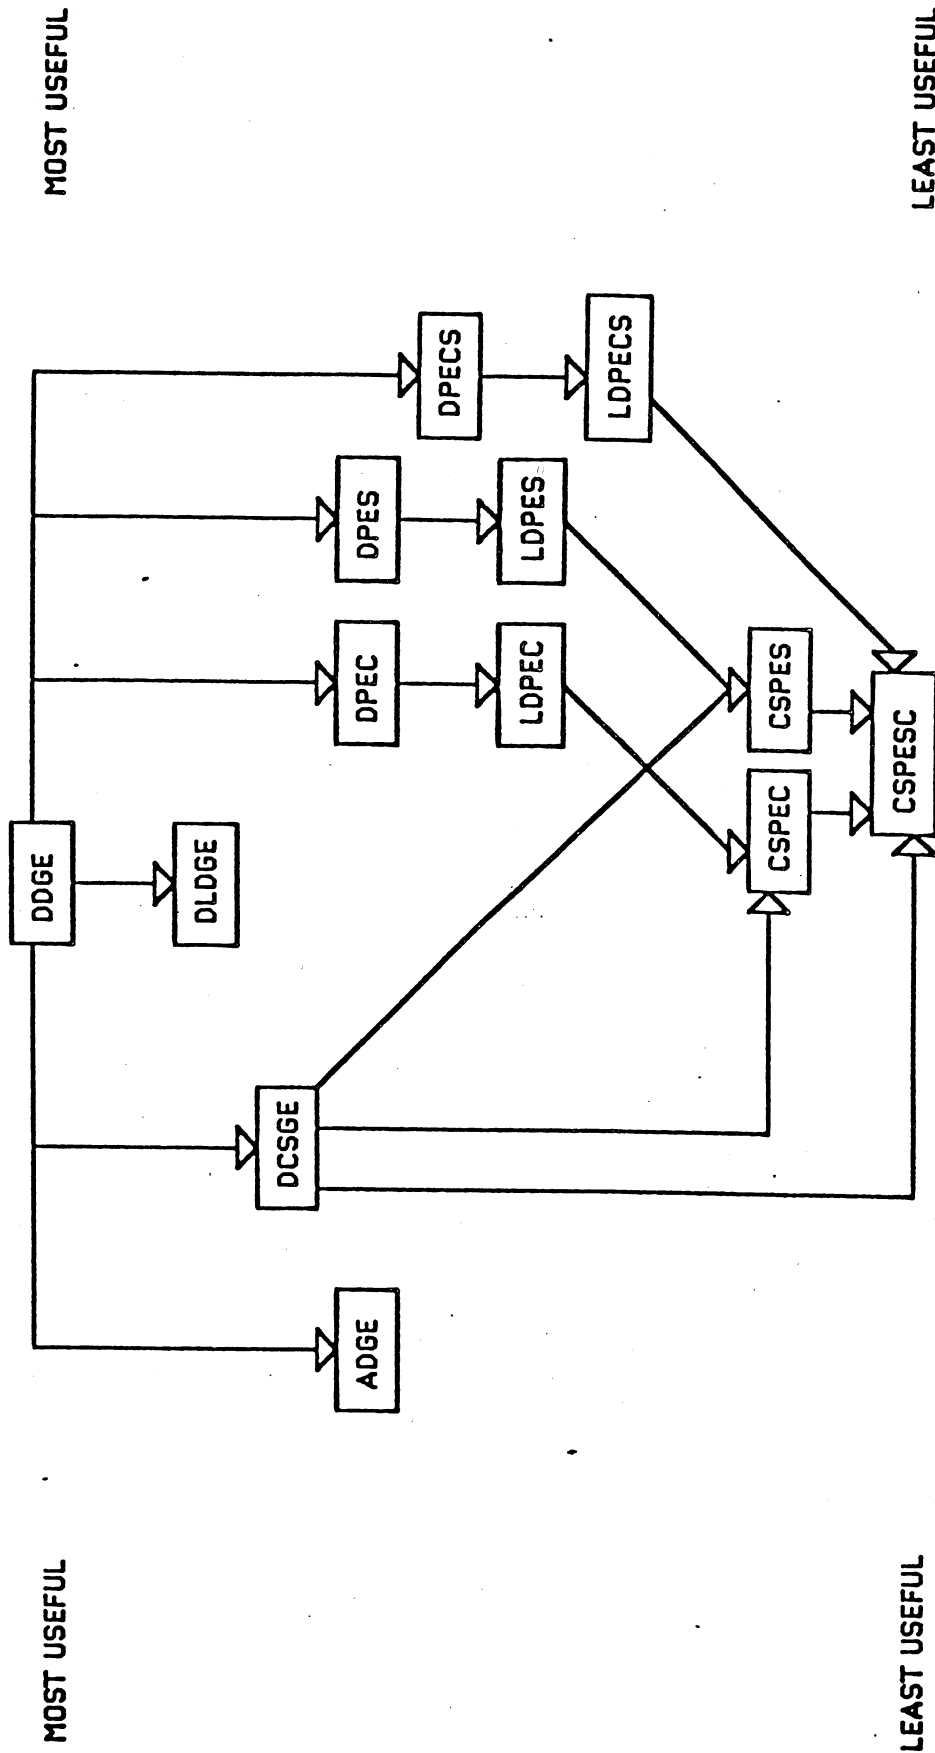 MOST USEFUL
MOST USEFUL
DDGE
DLDGE
DCSGE
ADGE
DPEC
DPES
DPECS
LDPEC
LDPES
LDPECS
CSPEC
CSPES
CSPESC
LEAST USEFUL
LEAST USEFUL